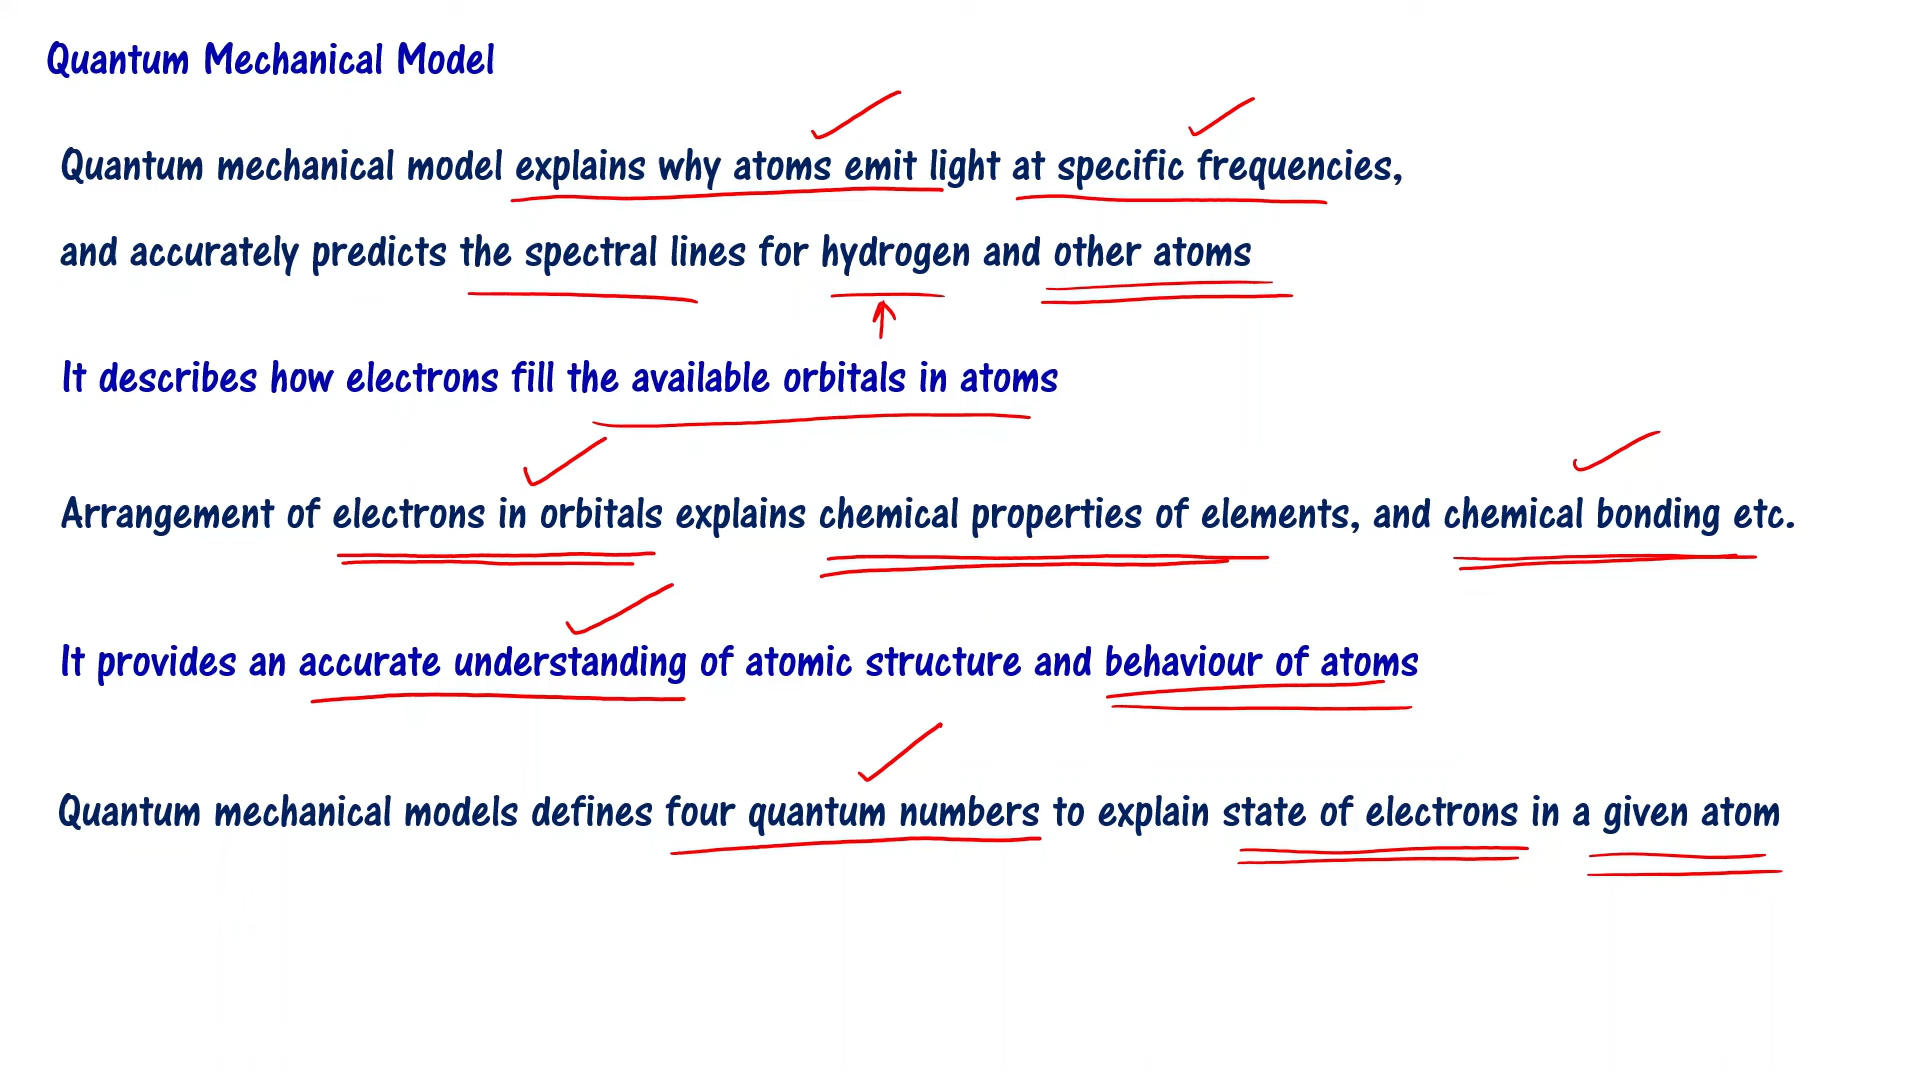 Quantum Mechanical Model
Quantum mechanical model explains why atoms emit light at specific frequencies,
and accurately predicts the spectral lines for hydrogen and other atoms
It describes how electrons fill the available orbitals in atoms
Arrangement of electrons in orbitals explains chemical properties of elements, and chemical bonding etc.
It provides an accurate understanding of atomic structure and behaviour of atoms
Quantum mechanical models defines four quantum numbers to explain state of electrons in a given atom